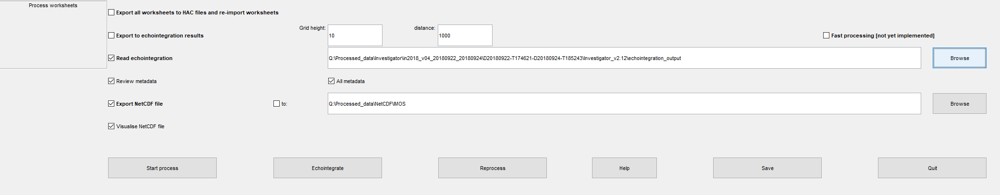 Process worksheets
Export all worksheets to HAC files and re-import worksheets
Export to echointegration results
Grid height:
10
distance:
1000
Fast processing [not yet implemented]
Read echointegration
Q:\Processed_data\Investigator\in2018_v04_20180922_20180924\D20180922-T174621-D20180924-T185243\Investigator_v2.12\echointegration_output
Browse
Review metadata
All metadata
Export NetCDF file
to:
Q:\Processed_data\NetCDF\IMOS
Browse
Visualise NetCDF file
Start process
Echointegrate
Reprocess
Help
Save
Quit